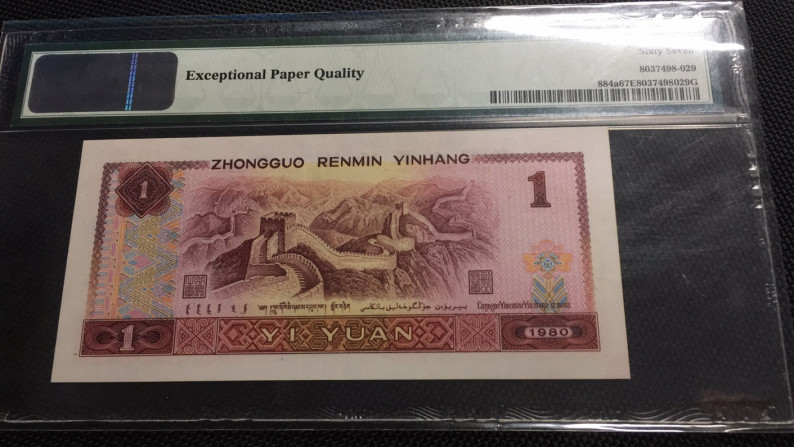 Sixty Seven
Exceptional Paper Quality
8037498-029
884a67E8037498029G
ZHONGGUO RENMIN YINHANG
1
1
1
YI YUAN
1980